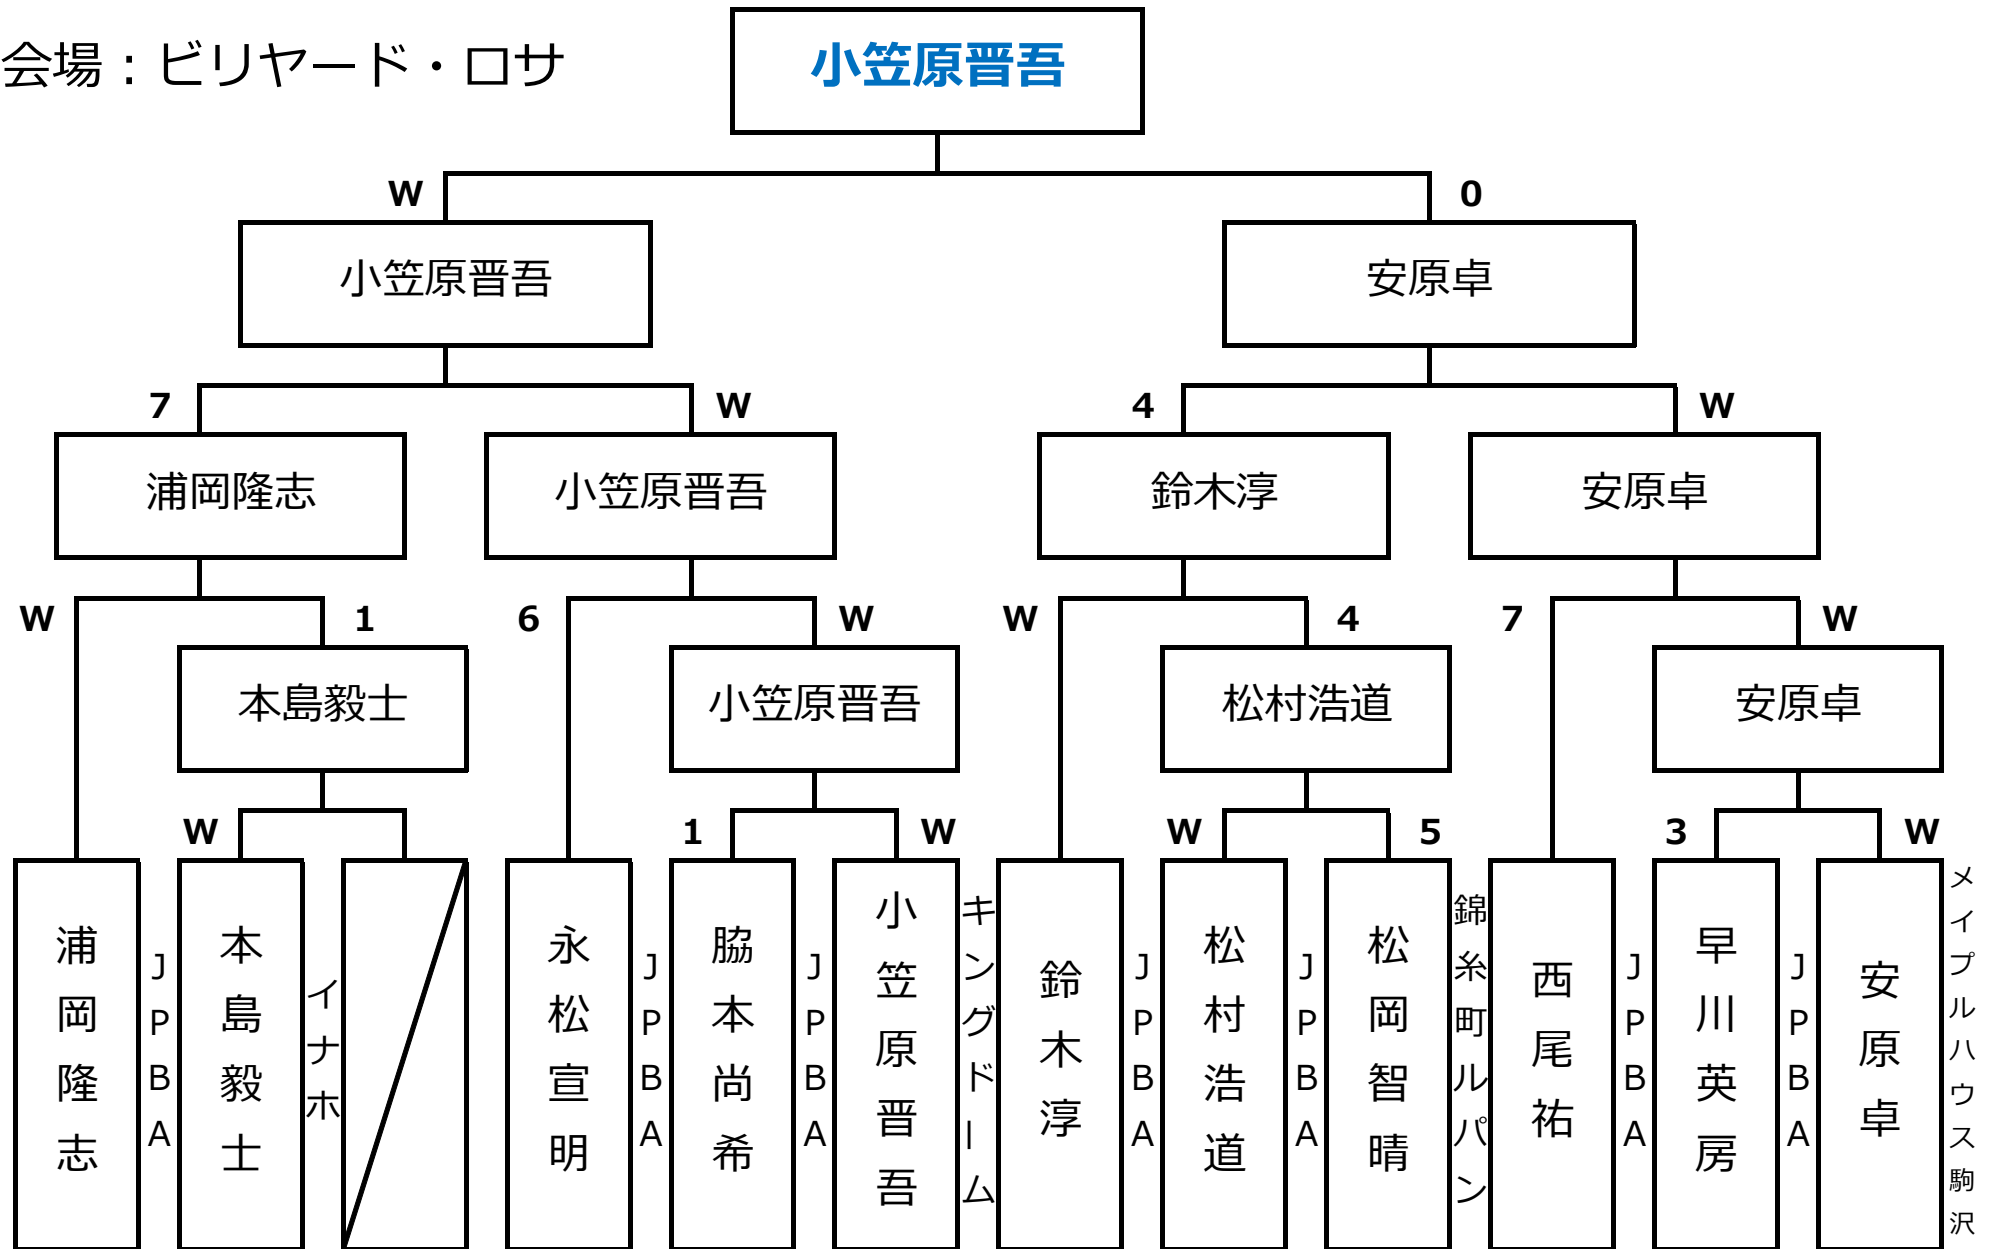 会場：ビリヤード・ロサ
小笠原晋吾
W
0
小笠原晋吾
安原卓
7
W
4
W
浦岡隆志
小笠原晋吾
鈴木淳
安原卓
W
1
6
W
W
4
7
W
本島毅士
小笠原晋吾
松村浩道
安原卓
W
1
W
W
5
3
W
浦岡隆志
JPBA
本島毅士
イナホ
永松宣明
JPBA
脇本尚希
JPBA
小笠原晋吾
キングドーム
鈴木淳
JPBA
松村浩道
JPBA
松岡智晴
錦糸町ルパン
西尾祐
JPBA
早川英房
JPBA
安原卓
メイプルハウス駒沢